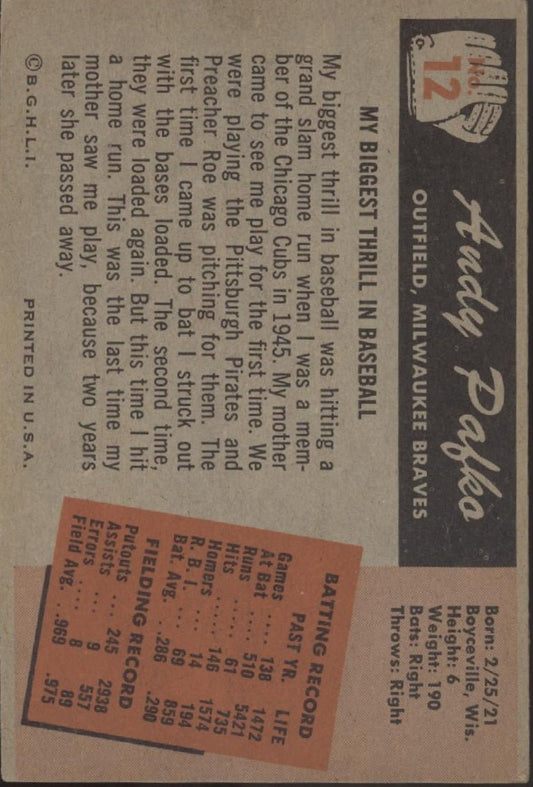 No.
12
Andy Pafko
OUTFIELD, MILWAUKEE BRAVES
Born: 2/25/21
Boyceville, Wis.
Height: 6
Weight: 190
Bats: Right
Throws: Right
MY BIGGEST THRILL IN BASEBALL
My biggest thrill in baseball was hitting a
grand slam home run when I was a mem-
ber of the Chicago Cubs in 1945. My mother
came to see me play for the first time. We
were playing the Pittsburgh Pirates and
Preacher Roe was pitching for them. The
first time I came up to bat I struck out
with the bases loaded. The second time,
they were loaded again. But this time I hit
a home run. This was the last time my
mother saw me play, because two years
later she passed away.
©B.G.H.L.I.
PRINTED IN U.S.A.
BATTING RECORD
PAST YR. LIFE
Games ..... 138 1472
At Bat ..... 510 5421
Runs ..... 61 735
Hits ..... 146 1574
Homers .... 14 194
R. B. I. .... 69 859
Bat. Avg. .. .286 .290
FIELDING RECORD
Putouts ... 245 2938
Assists ... 9 557
Errors .... 8 89
Field Avg. . .969 .975